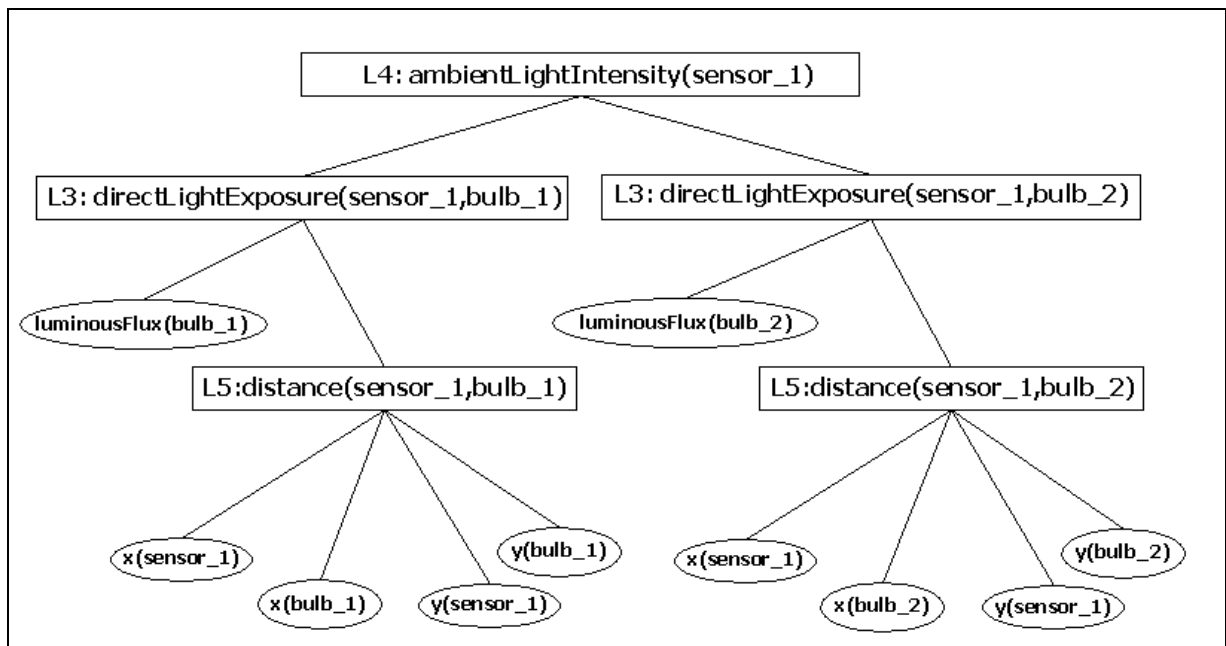 L4: ambientLightIntensity(sensor_1)
L3: directLightExposure(sensor_1,bulb_1)
L3: directLightExposure(sensor_1,bulb_2)
luminousFlux(bulb_1)
luminousFlux(bulb_2)
L5:distance(sensor_1,bulb_1)
L5:distance(sensor_1,bulb_2)
x(sensor_1)
x(bulb_1)
y(sensor_1)
y(bulb_1)
x(sensor_1)
x(bulb_2)
y(sensor_1)
y(bulb_2)